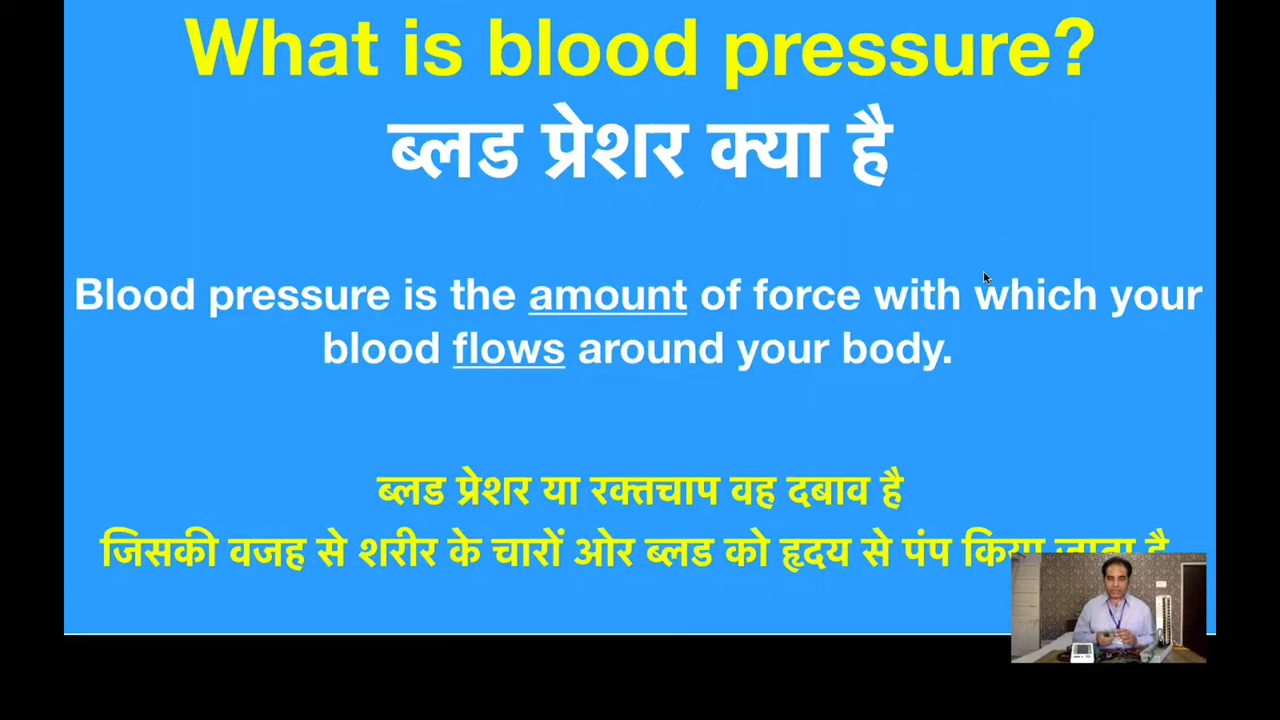 What is blood pressure?
ब्लड प्रेशर क्या है
Blood pressure is the amount of force with which your
blood flows around your body.
ब्लड प्रेशर या रक्तचाप वह दबाव है
जिसकी वजह से शरीर के चारों ओर ब्लड को हृदय से पंप किया जाता है